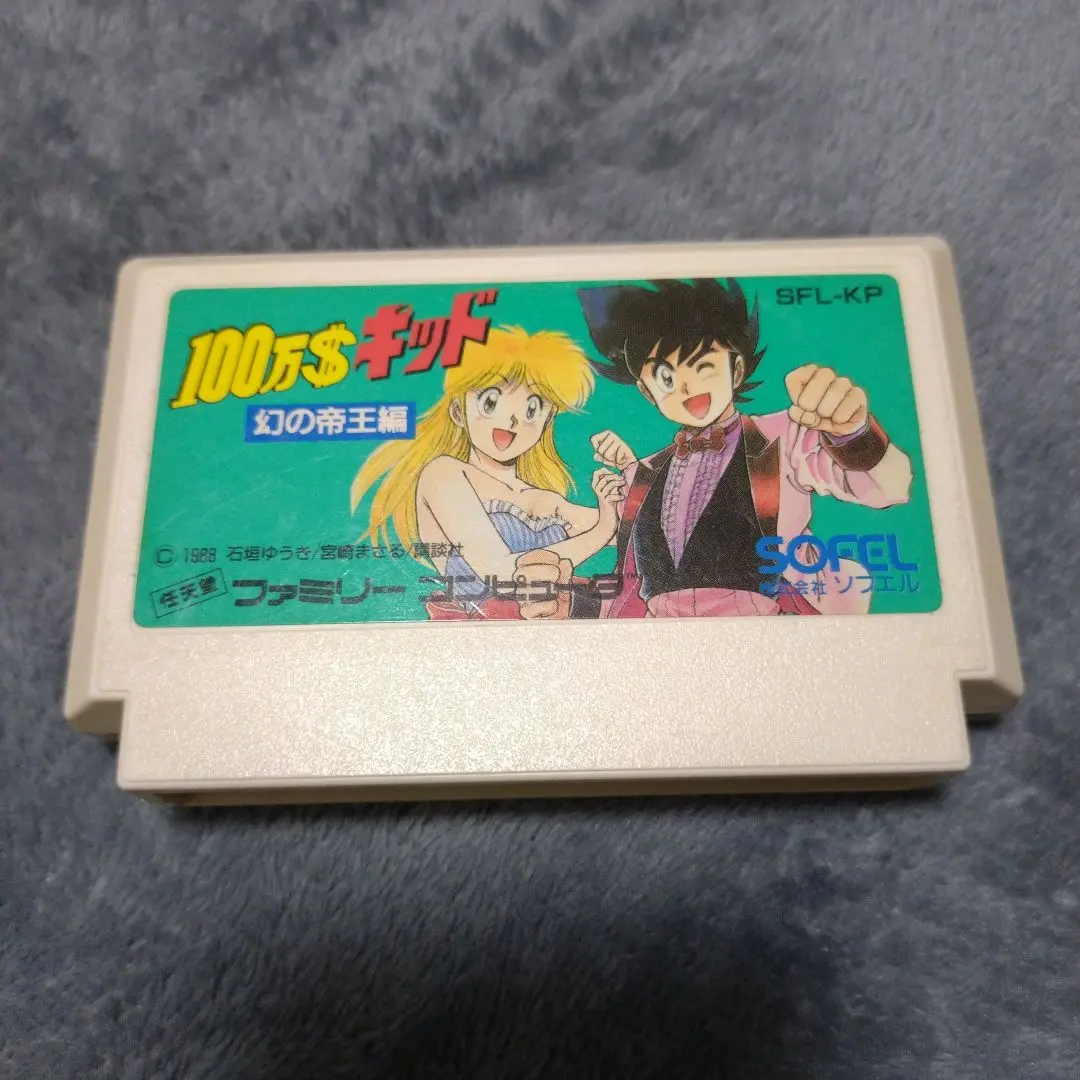 SFL-KP
100万$キッド
幻の帝王編
© 1988 石垣ゆうき/宮崎まさる/講談社
SOFEL
株式会社 ソフエル
任天堂 ファミリー コンピュータ™